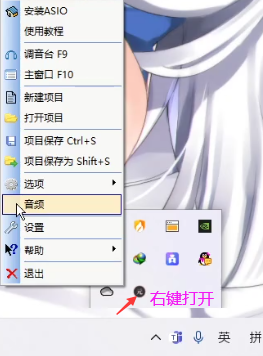 安装ASIO
使用教程
调音台 F9
主窗口 F10
新建项目
打开项目
项目保存 Ctrl+S
项目保存为 Shift+S
选项
音频
设置
帮助
退出
右键打开
英 拼